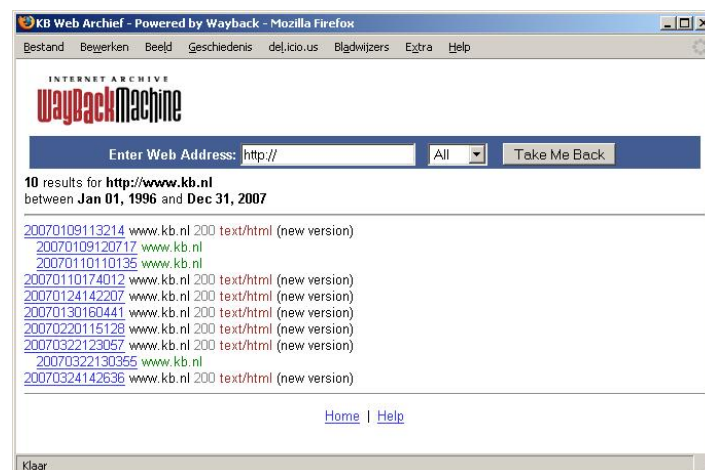 KB Web Archief - Powered by Wayback - Mozilla Firefox
Bestand Bewerken Beeld Geschiedenis del.icio.us Bladwijzers Extra Help
INTERNET ARCHIVE
WayBackMachine
Enter Web Address: http:// All Take Me Back
10 results for http://www.kb.nl
between Jan 01, 1996 and Dec 31, 2007
20070109113214 www.kb.nl 200 text/html (new version)
20070109120717 www.kb.nl
20070110110135 www.kb.nl
20070110174012 www.kb.nl 200 text/html (new version)
20070124142207 www.kb.nl 200 text/html (new version)
20070130160441 www.kb.nl 200 text/html (new version)
20070220115128 www.kb.nl 200 text/html (new version)
20070322123057 www.kb.nl 200 text/html (new version)
20070322130355 www.kb.nl
20070324142636 www.kb.nl 200 text/html (new version)
Home | Help
Klaar